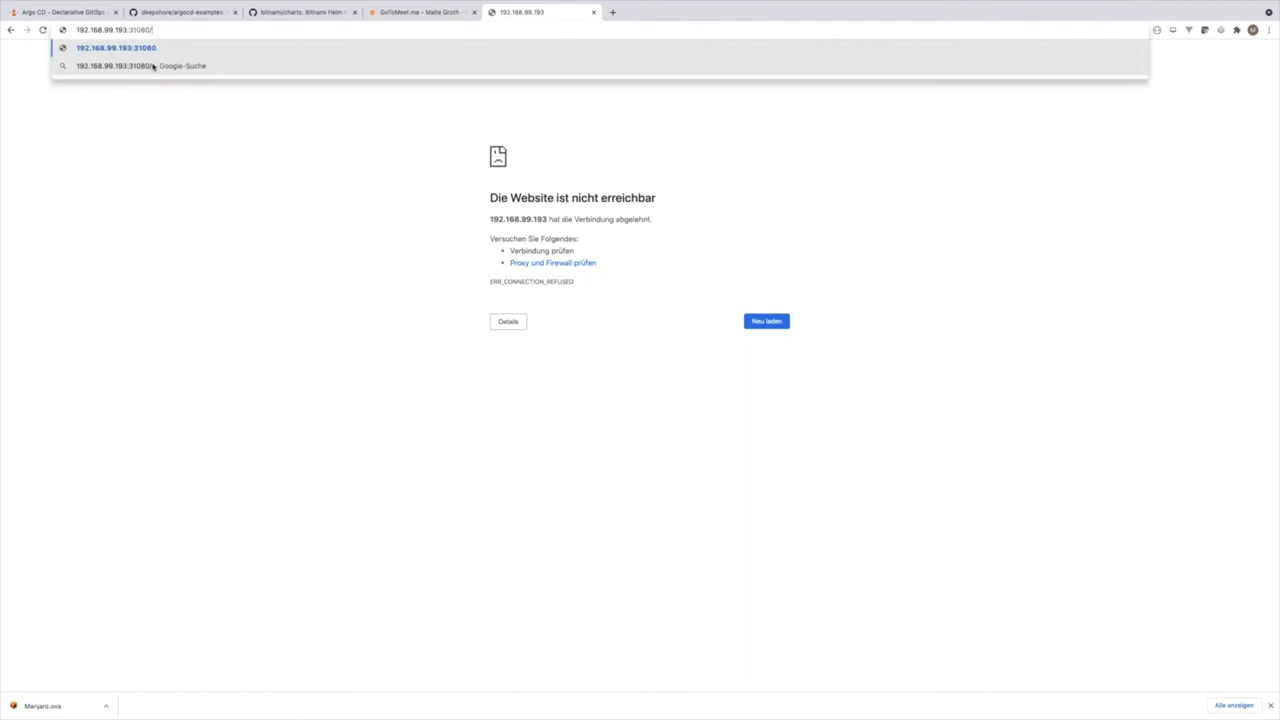 Argo CD - Declarative GitOps
deepshore/argocd-examples:
bitnami/charts: Bitnami Helm
GoToMeet.me - Malte Groth -
192.168.99.193
192.168.99.193:31080/
M
192.168.99.193:31080
192.168.99.193:31080/ - Google-Suche
Die Website ist nicht erreichbar
192.168.99.193 hat die Verbindung abgelehnt.
Versuchen Sie Folgendes:
• Verbindung prüfen
• Proxy und Firewall prüfen
ERR_CONNECTION_REFUSED
Details
Neu laden
Manjaro.ova
Alle anzeigen